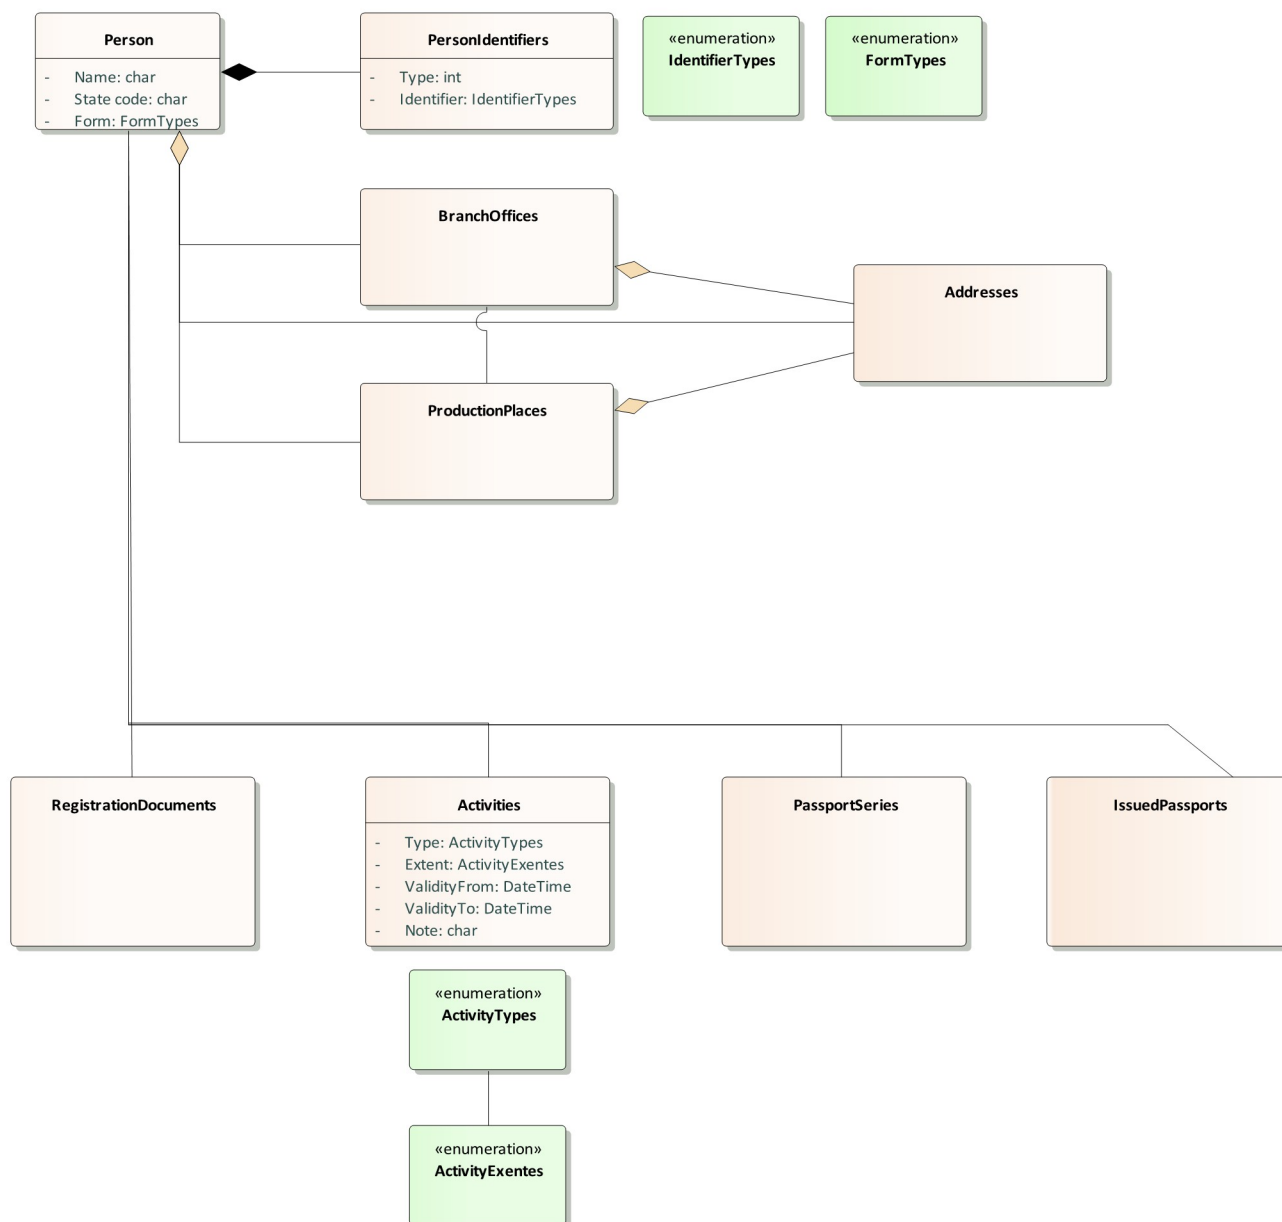 Person
- Name: char
- State code: char
- Form: FormTypes
PersonIdentifiers
- Type: int
- Identifier: IdentifierTypes
«enumeration»
IdentifierTypes
«enumeration»
FormTypes
BranchOffices
Addresses
ProductionPlaces
RegistrationDocuments
Activities
- Type: ActivityTypes
- Extent: ActivityExentes
- ValidityFrom: DateTime
- ValidityTo: DateTime
- Note: char
PassportSeries
IssuedPassports
«enumeration»
ActivityTypes
«enumeration»
ActivityExentes